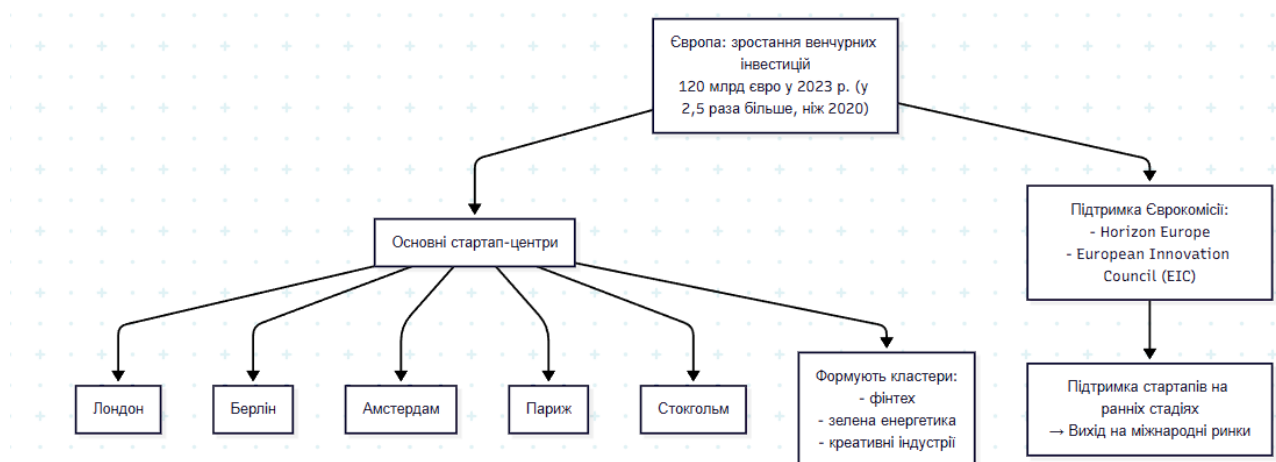 Європа: зростання венчурних
інвестицій
120 млрд євро у 2023 р. (у
2,5 раза більше, ніж 2020)
Основні стартап-центри
Підтримка Єврокомісії:
- Horizon Europe
- European Innovation
Council (EIC)
Лондон
Берлін
Амстердам
Париж
Стокгольм
Формують кластери:
- фінтех
- зелена енергетика
- креативні індустрії
Підтримка стартапів на
ранніх стадіях
→ Вихід на міжнародні ринки